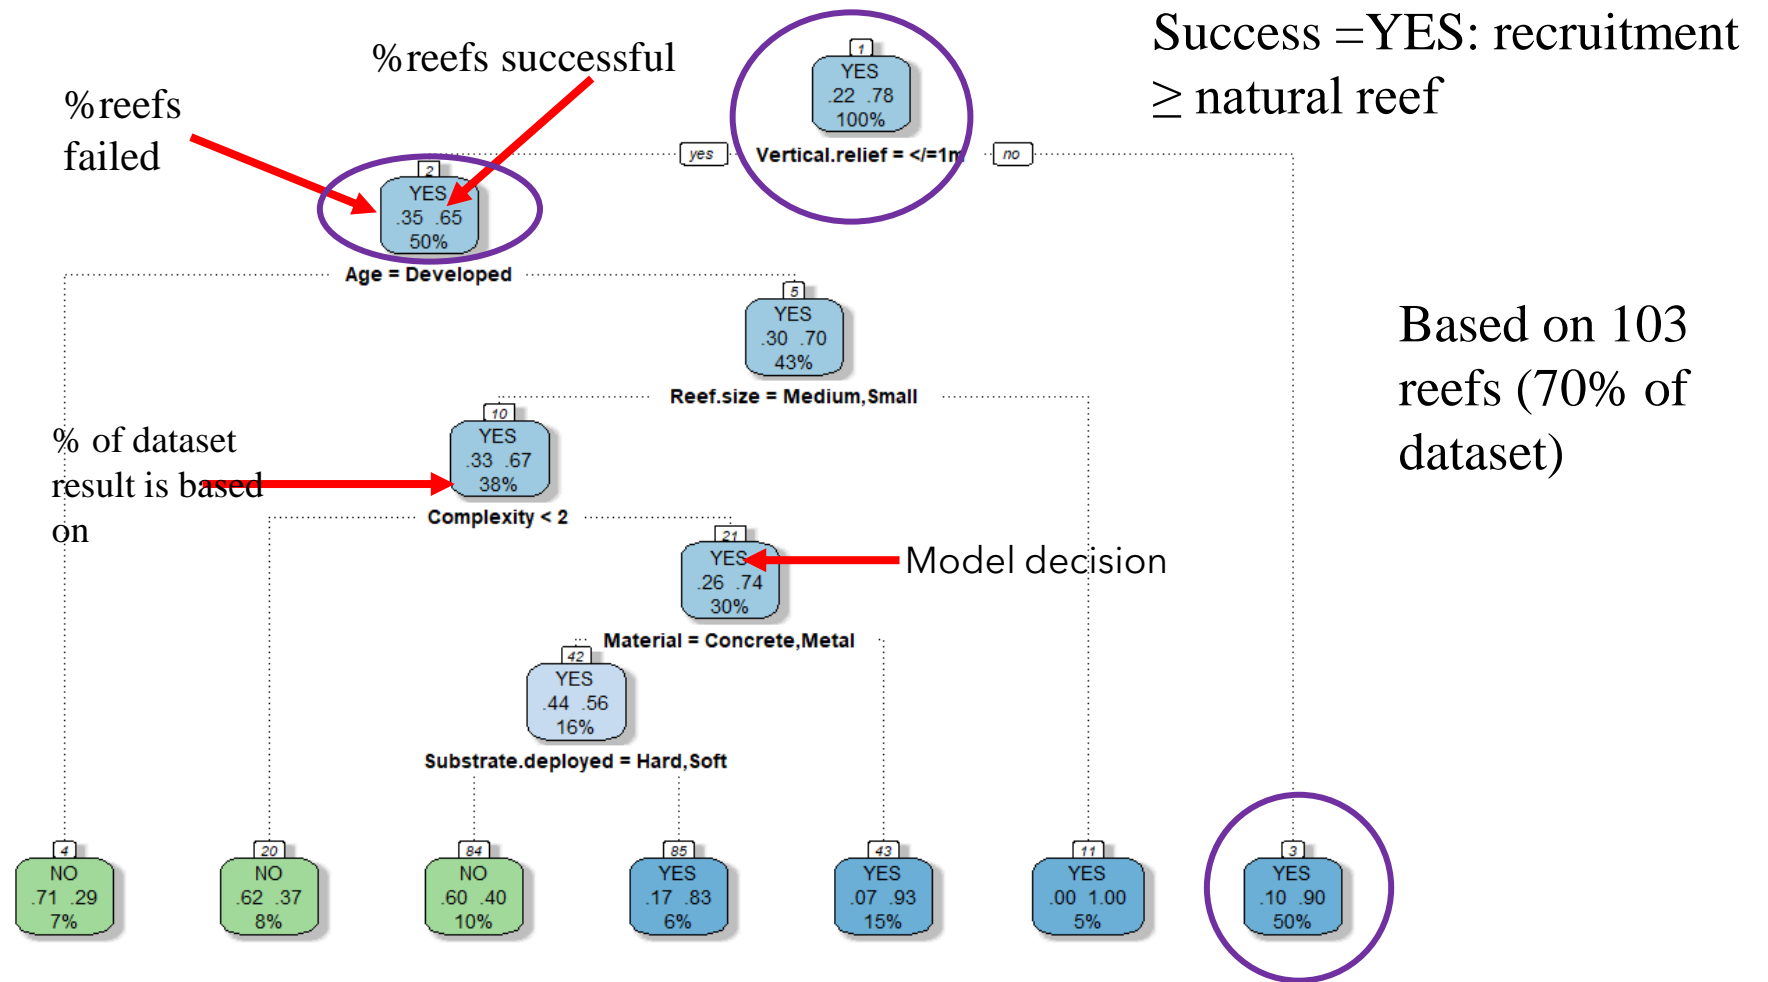 Success =YES: recruitment
≥ natural reef
%reefs successful
%reefs
failed
1
YES
.22 .78
100%
yes
Vertical.relief = </=1m
no
2
YES
.35 .65
50%
Age = Developed
5
YES
.30 .70
43%
Based on 103
reefs (70% of
dataset)
Reef.size = Medium,Small
10
YES
.33 .67
38%
% of dataset
result is based
on
Complexity < 2
21
YES
.26 .74
30%
Model decision
Material = Concrete,Metal
42
YES
.44 .56
16%
Substrate.deployed = Hard,Soft
4
NO
.71 .29
7%
20
NO
.62 .37
8%
84
NO
.60 .40
10%
85
YES
.17 .83
6%
43
YES
.07 .93
15%
11
YES
.00 1.00
5%
3
YES
.10 .90
50%